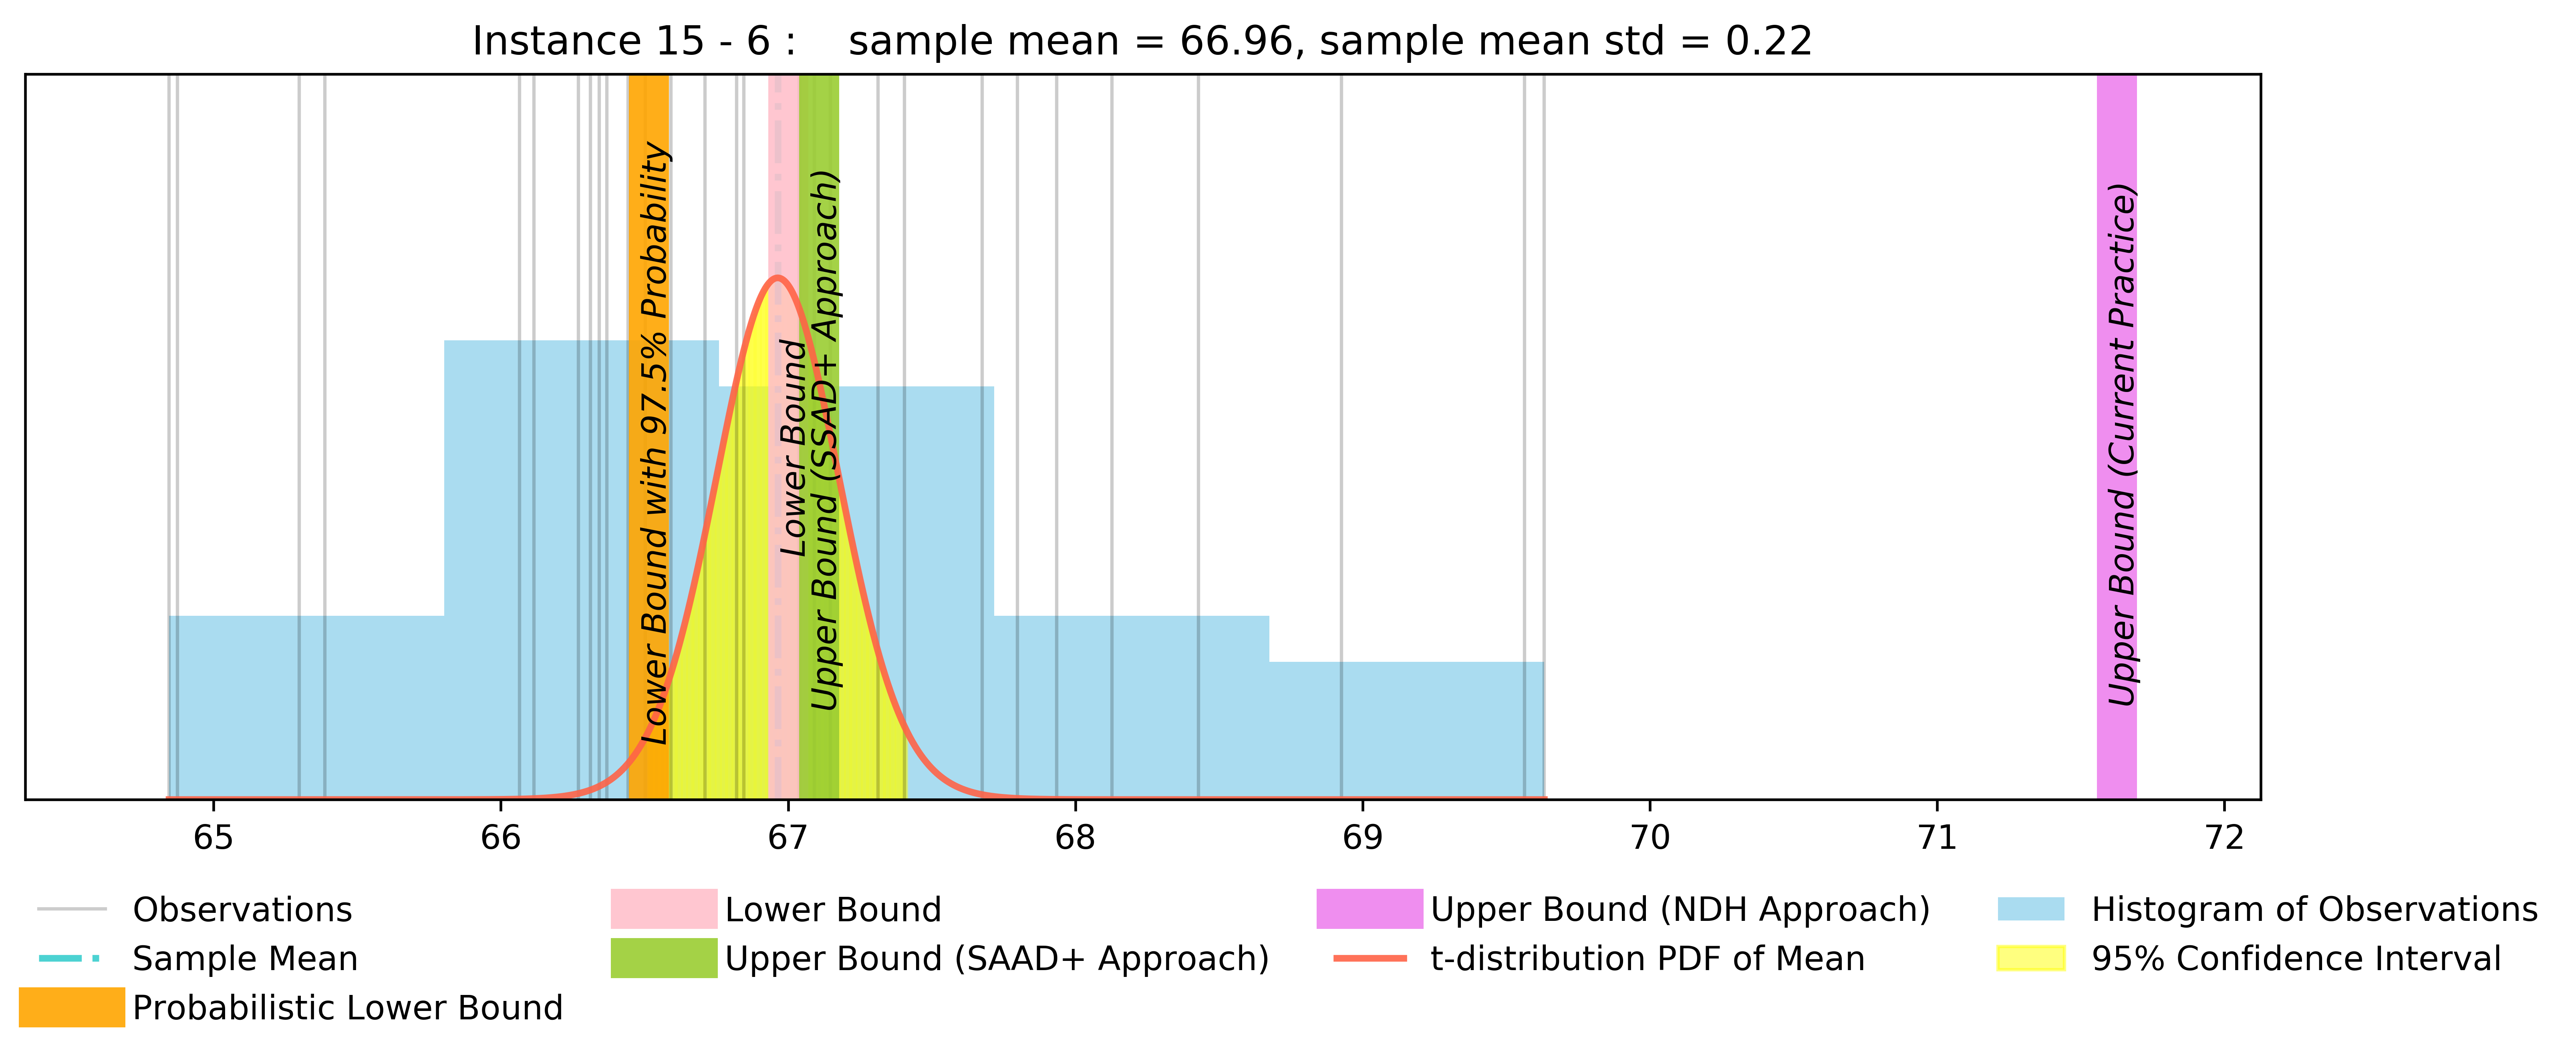 Instance 15 - 6 :    sample mean = 66.96, sample mean std = 0.22
Lower Bound with 97.5% Probability
Lower Bound
Upper Bound (SSAD+ Approach)
Upper Bound (Current Practice)
65 66 67 68 69 70 71 72
Observations
Sample Mean
Probabilistic Lower Bound
Lower Bound
Upper Bound (SAAD+ Approach)
Upper Bound (NDH Approach)
t-distribution PDF of Mean
Histogram of Observations
95% Confidence Interval